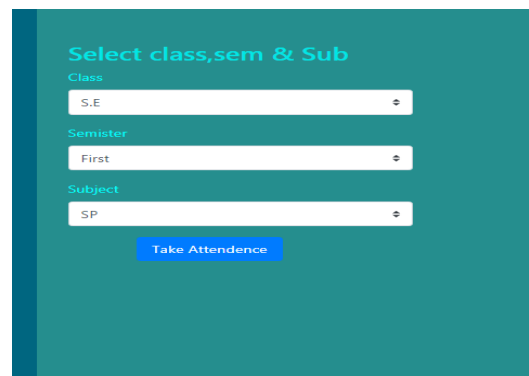 Select class,sem & Sub
Class
S.E
Semister
First
Subject
SP
Take Attendence